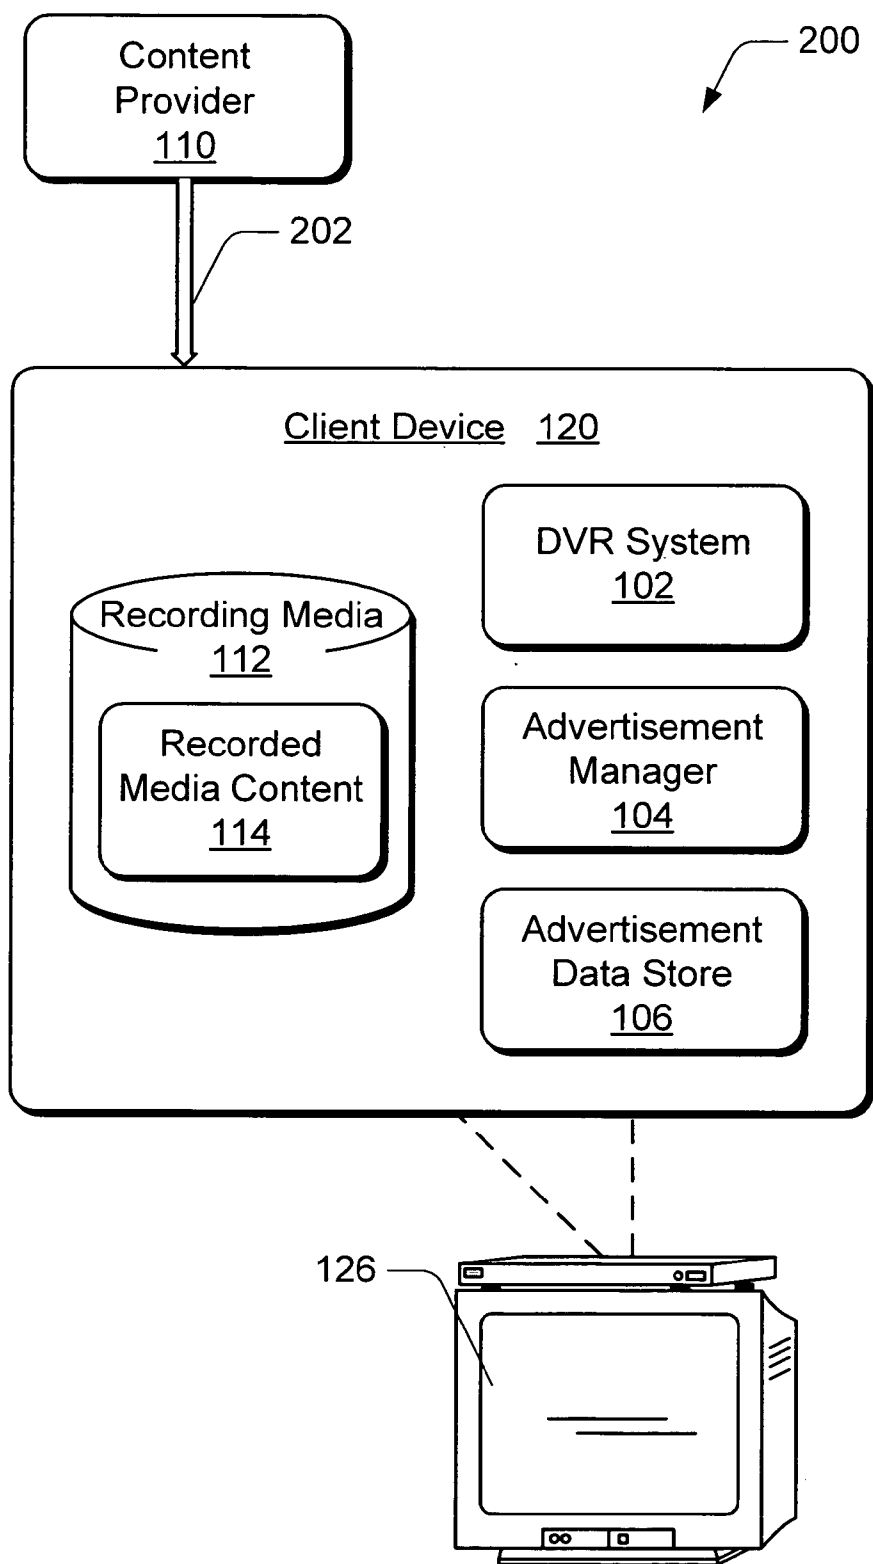 Content
Provider
110
200
202
Client Device 120
DVR System
102
Recording Media
112
Recorded
Media Content
114
Advertisement
Manager
104
Advertisement
Data Store
106
126